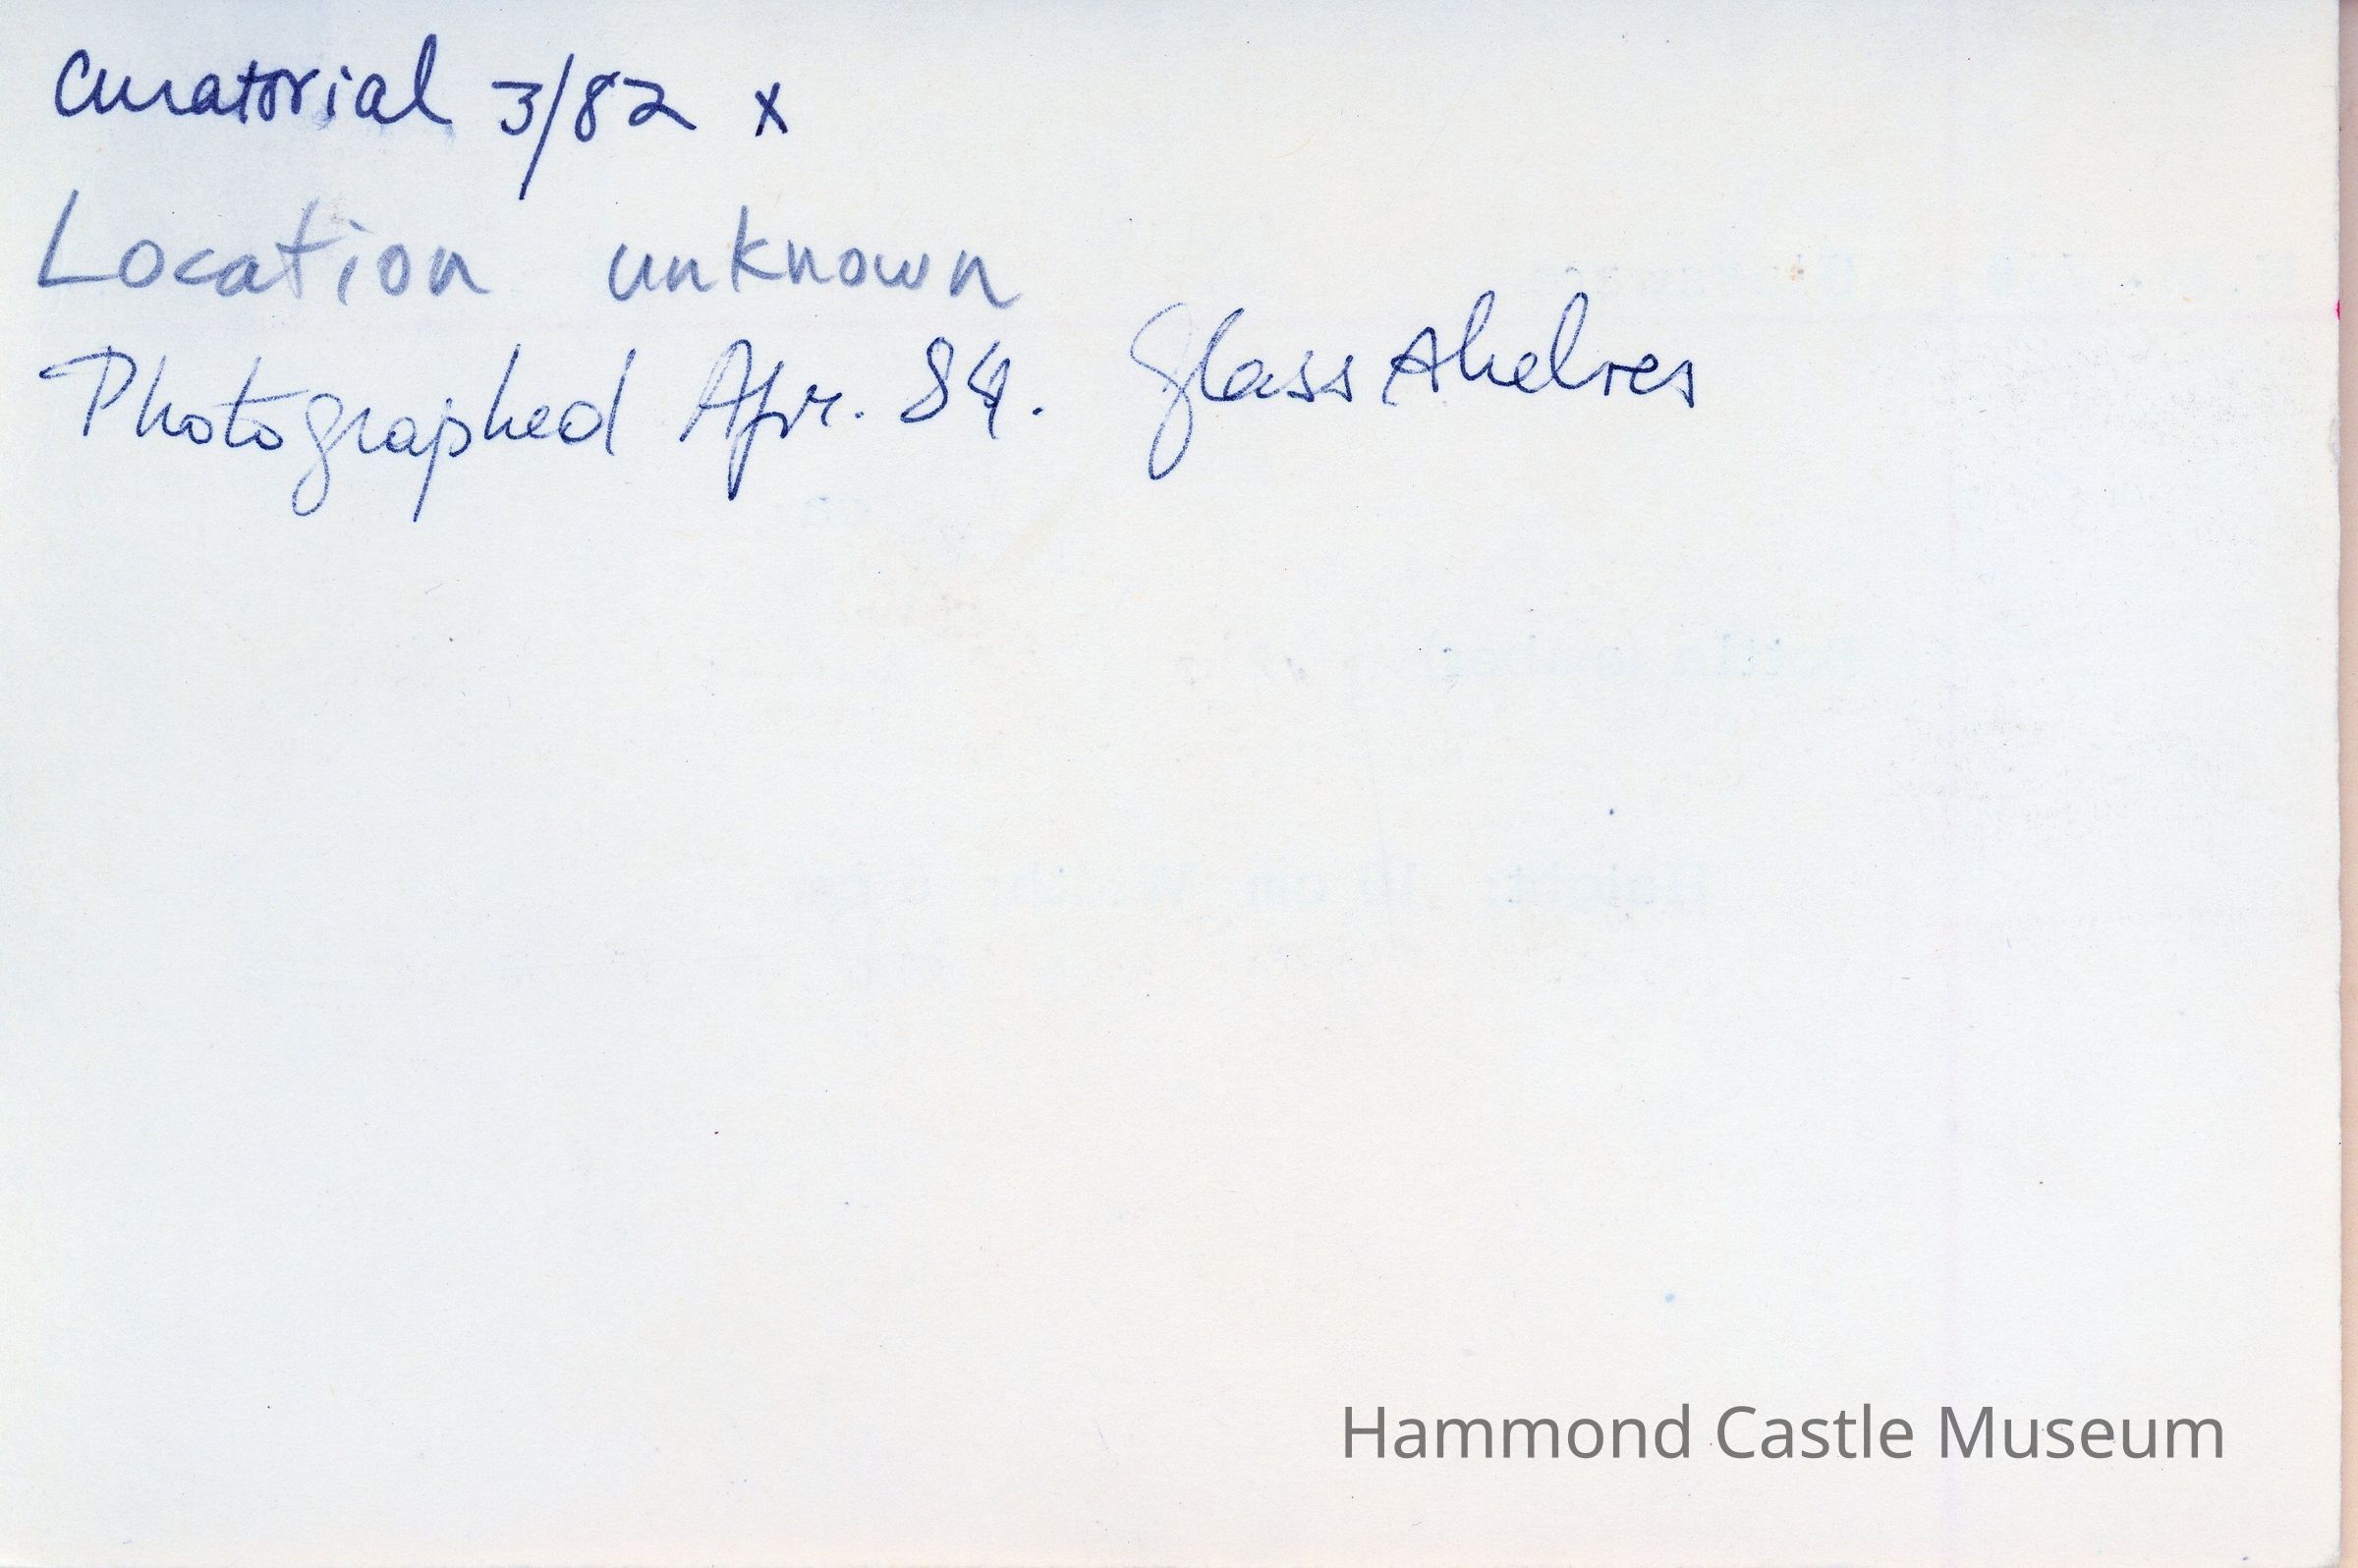 Curatorial 3/82 x
Location unknown
Photographed Apr. 84. Glass shelves
Hammond Castle Museum